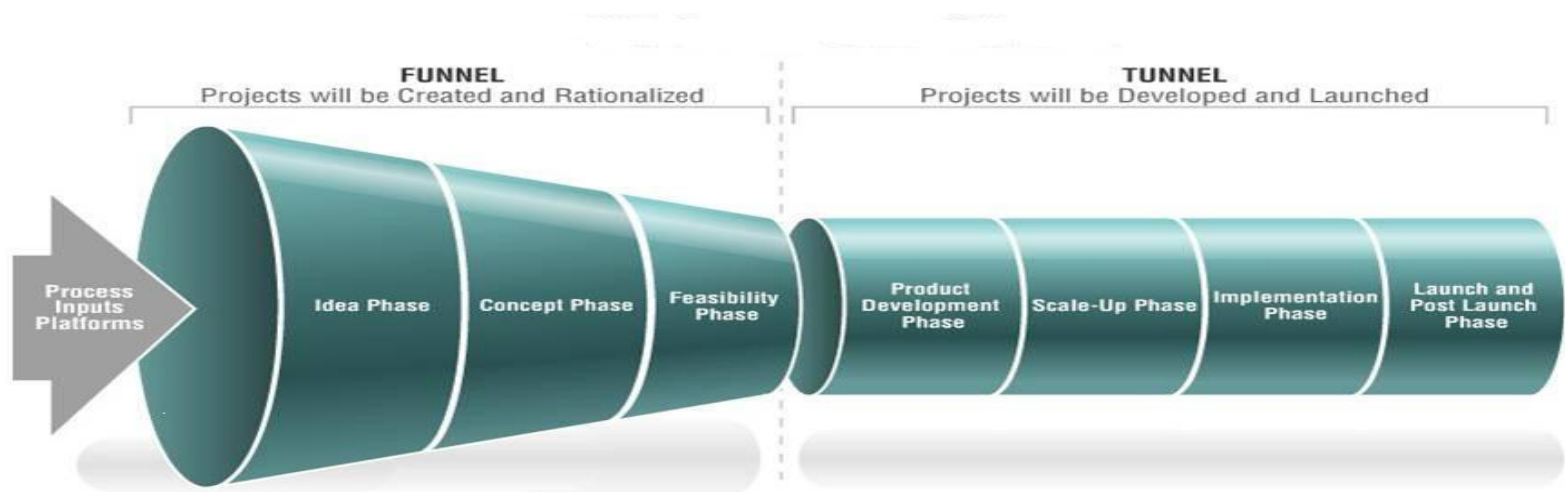 FUNNEL
Projects will be Created and Rationalized
TUNNEL
Projects will be Developed and Launched
Process
Inputs
Platforms
Idea Phase
Concept Phase
Feasibility
Phase
Product
Development
Phase
Scale-Up Phase
Implementation
Phase
Launch and
Post Launch
Phase